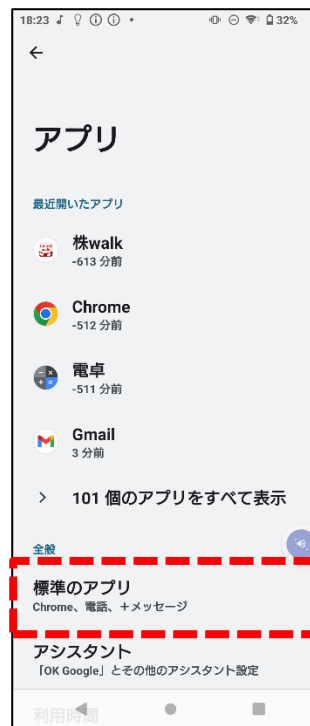 18:23
32%
アプリ
最近開いたアプリ
株walk
-613 分前
Chrome
-512 分前
電卓
-511 分前
Gmail
3 分前
101 個のアプリをすべて表示
全般
標準のアプリ
Chrome、電話、+メッセージ
アシスタント
「OK Google」とその他のアシスタント設定
利用時間